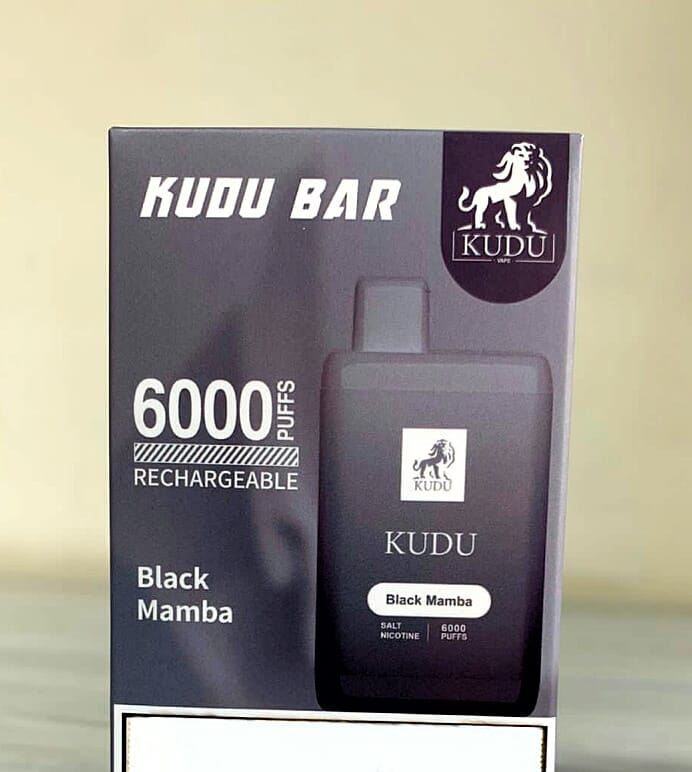 KUDU BAR
KUDU
VAPE
6000
PUFFS
RECHARGEABLE
KUDU
KUDU
Black
Mamba
Black Mamba
SALT
NICOTINE
6000
PUFFS